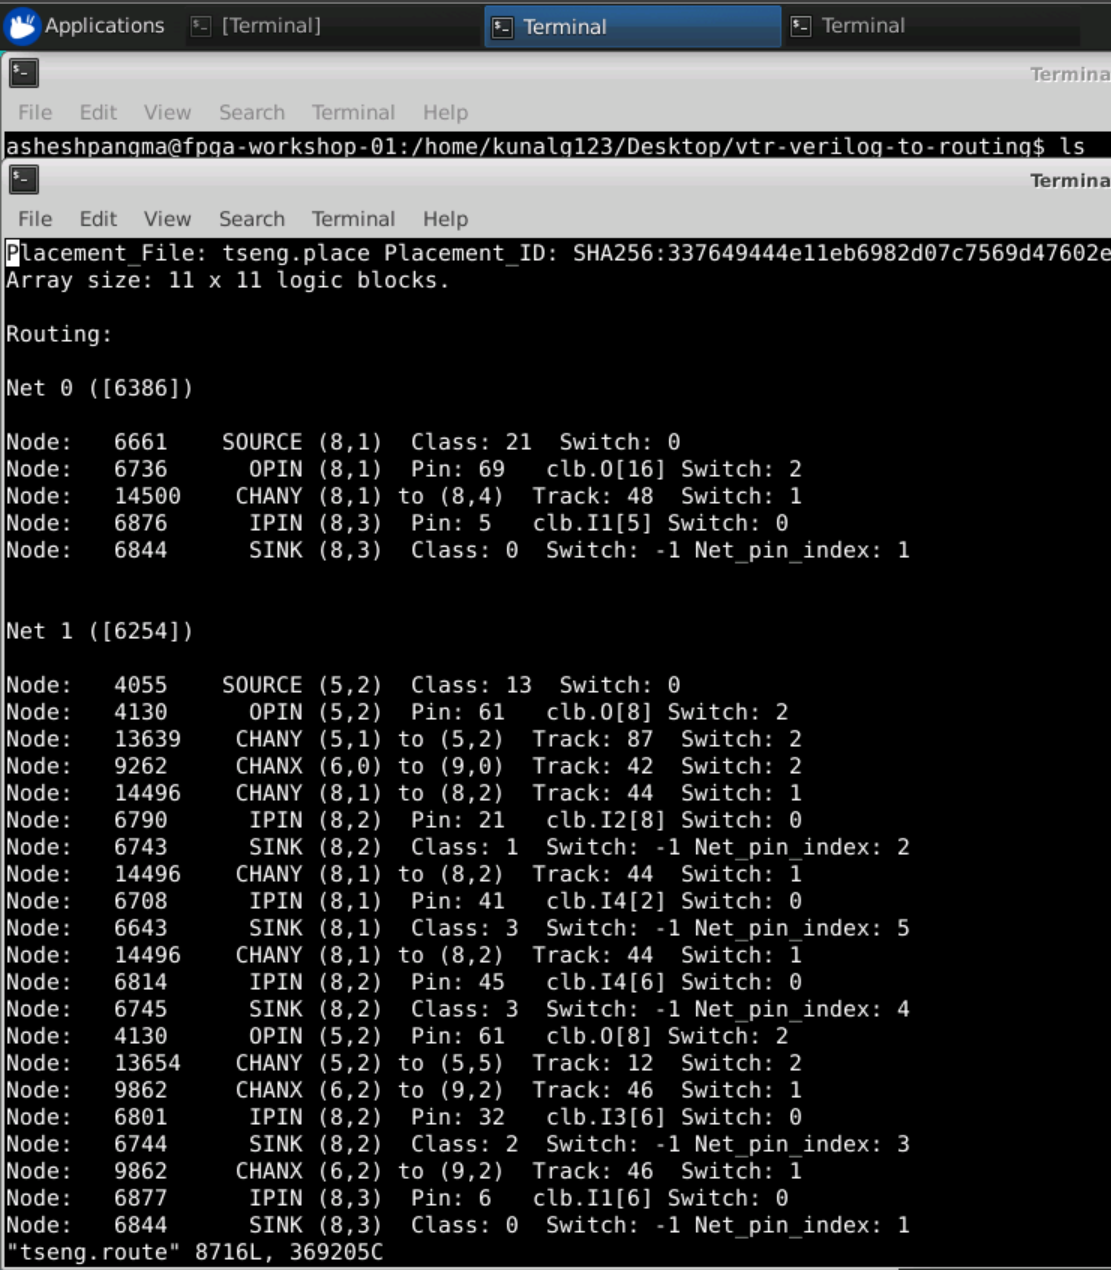 Applications [Terminal] Terminal Terminal
Termina
File Edit View Search Terminal Help
asheshpangma@fpga-workshop-01:/home/kunalg123/Desktop/vtr-verilog-to-routing$ ls
Termina
File Edit View Search Terminal Help
Placement_File: tseng.place Placement_ID: SHA256:337649444e11eb6982d07c7569d47602e
Array size: 11 x 11 logic blocks.
Routing:
Net 0 ([6386])
Node:   6661    SOURCE (8,1)  Class: 21  Switch: 0
Node:   6736      OPIN (8,1)  Pin: 69   clb.O[16] Switch: 2
Node:   14500    CHANY (8,1) to (8,4)  Track: 48  Switch: 1
Node:   6876      IPIN (8,3)  Pin: 5   clb.I1[5] Switch: 0
Node:   6844      SINK (8,3)  Class: 0  Switch: -1 Net_pin_index: 1
Net 1 ([6254])
Node:   4055    SOURCE (5,2)  Class: 13  Switch: 0
Node:   4130      OPIN (5,2)  Pin: 61   clb.O[8] Switch: 2
Node:   13639    CHANY (5,1) to (5,2)  Track: 87  Switch: 2
Node:   9262     CHANX (6,0) to (9,0)  Track: 42  Switch: 2
Node:   14496    CHANY (8,1) to (8,2)  Track: 44  Switch: 1
Node:   6790      IPIN (8,2)  Pin: 21   clb.I2[8] Switch: 0
Node:   6743      SINK (8,2)  Class: 1  Switch: -1 Net_pin_index: 2
Node:   14496    CHANY (8,1) to (8,2)  Track: 44  Switch: 1
Node:   6708      IPIN (8,1)  Pin: 41   clb.I4[2] Switch: 0
Node:   6643      SINK (8,1)  Class: 3  Switch: -1 Net_pin_index: 5
Node:   14496    CHANY (8,1) to (8,2)  Track: 44  Switch: 1
Node:   6814      IPIN (8,2)  Pin: 45   clb.I4[6] Switch: 0
Node:   6745      SINK (8,2)  Class: 3  Switch: -1 Net_pin_index: 4
Node:   4130      OPIN (5,2)  Pin: 61   clb.O[8] Switch: 2
Node:   13654    CHANY (5,2) to (5,5)  Track: 12  Switch: 2
Node:   9862     CHANX (6,2) to (9,2)  Track: 46  Switch: 1
Node:   6801      IPIN (8,2)  Pin: 32   clb.I3[6] Switch: 0
Node:   6744      SINK (8,2)  Class: 2  Switch: -1 Net_pin_index: 3
Node:   9862     CHANX (6,2) to (9,2)  Track: 46  Switch: 1
Node:   6877      IPIN (8,3)  Pin: 6   clb.I1[6] Switch: 0
Node:   6844      SINK (8,3)  Class: 0  Switch: -1 Net_pin_index: 1
"tseng.route" 8716L, 369205C